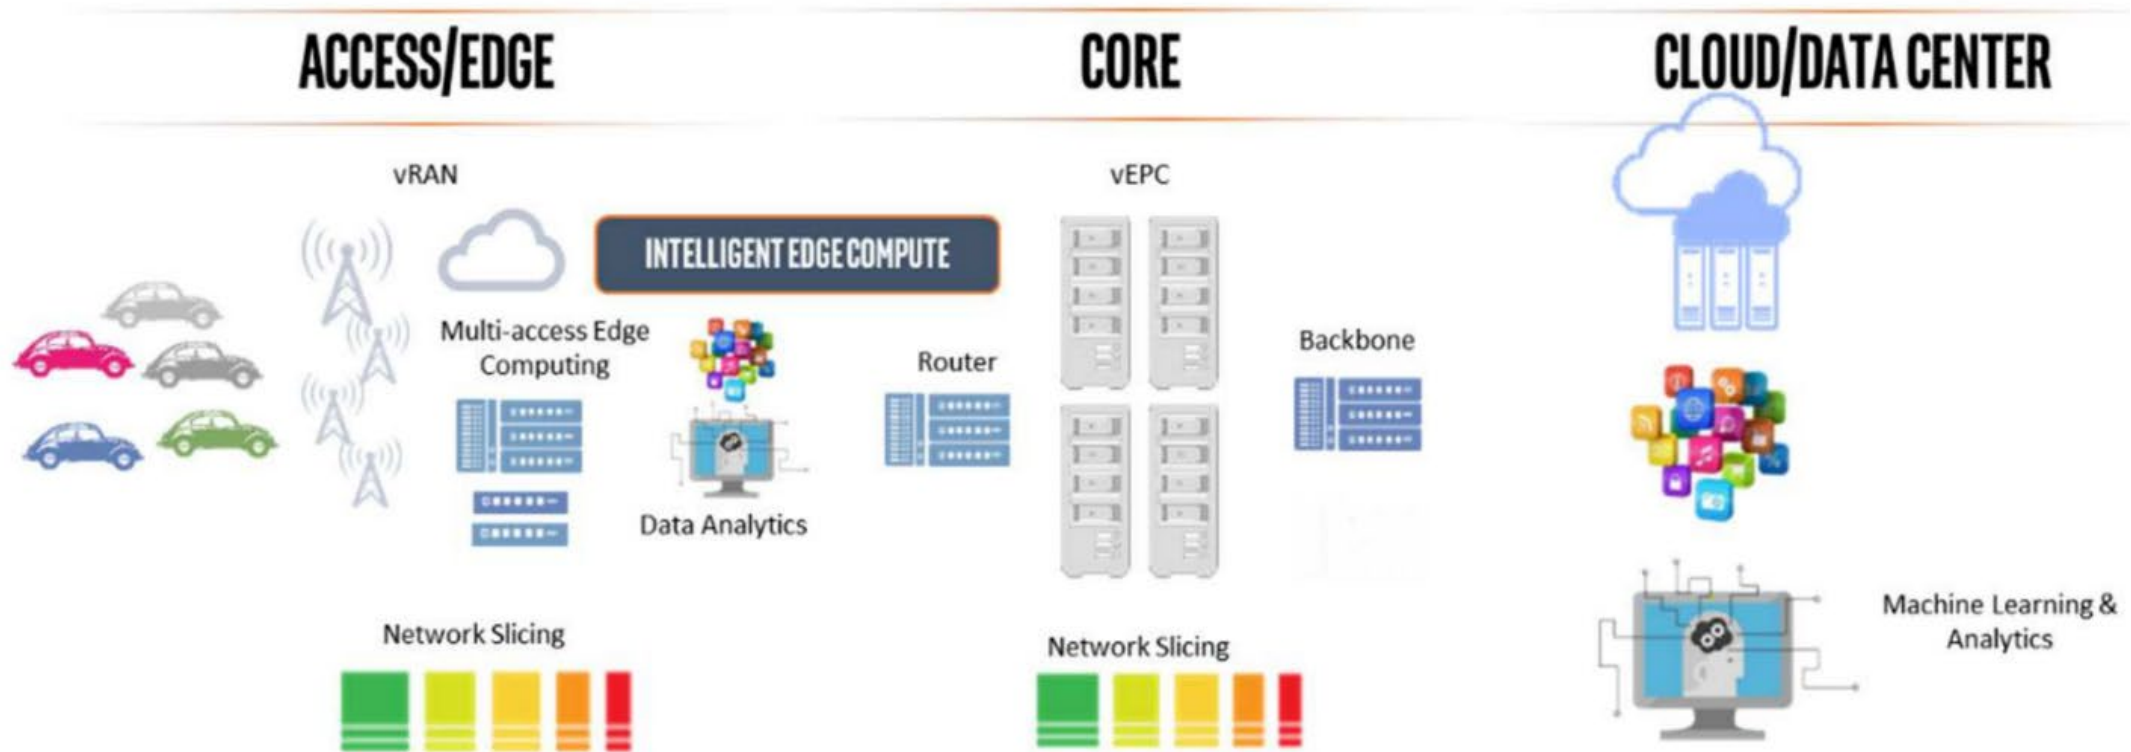 ACCESS/EDGE
CORE
CLOUD/DATA CENTER
vRAN
vEPC
INTELLIGENT EDGE COMPUTE
Multi-access Edge
Computing
Router
Backbone
Data Analytics
Network Slicing
Network Slicing
Machine Learning &
Analytics